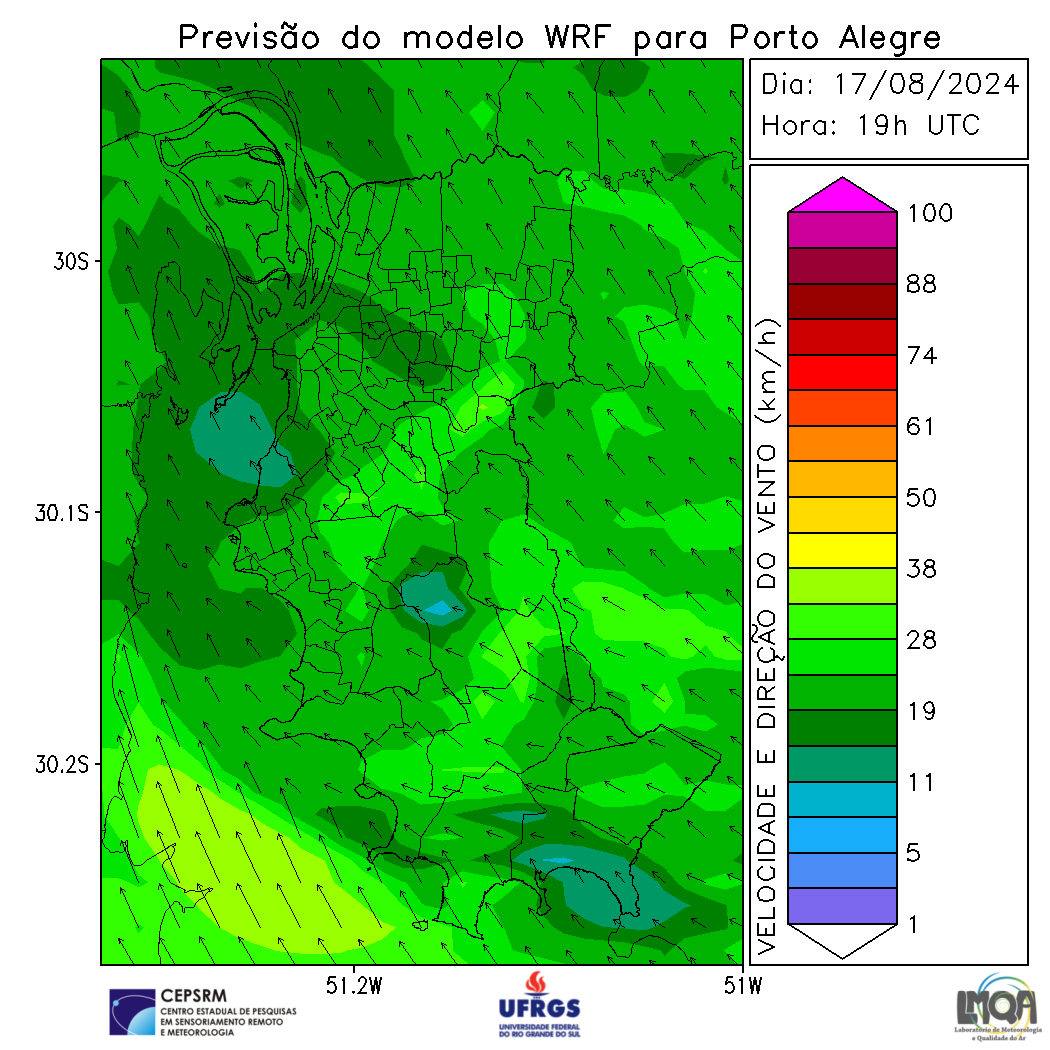 Previsão do modelo WRF para Porto Alegre
Dia: 17/08/2024
Hora: 19h UTC
30S
30.1S
30.2S
51.2W
51W
VELOCIDADE E DIREÇÃO DO VENTO (km/h)
100
88
74
61
50
38
28
19
11
5
1
CEPSRM
CENTRO ESTADUAL DE PESQUISAS
EM SENSORIAMENTO REMOTO
E METEOROLOGIA
UFRGS
UNIVERSIDADE FEDERAL
DO RIO GRANDE DO SUL
LMQA
Laboratório de Meteorologia
e Qualidade do Ar